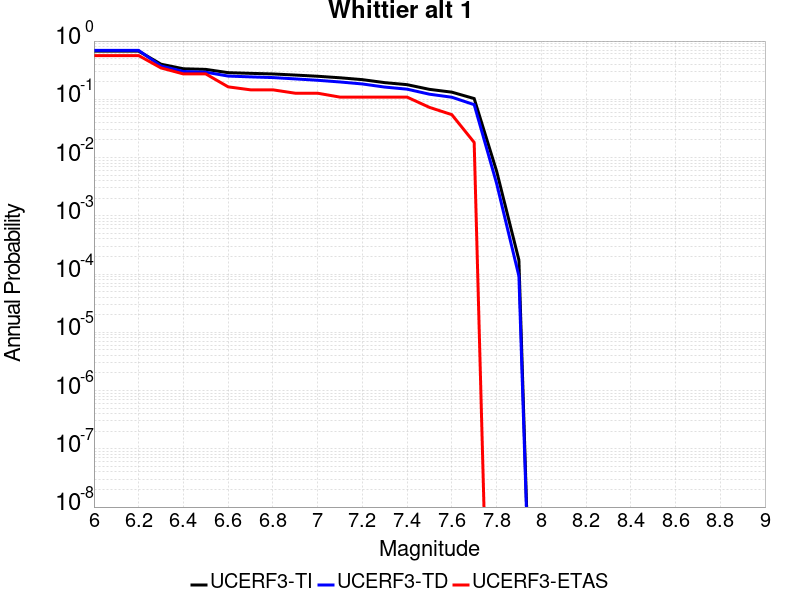 Whittier alt 1
10^0
10^-1
10^-2
10^-3
10^-4
10^-5
10^-6
10^-7
10^-8
Annual Probability
6 6.2 6.4 6.6 6.8 7 7.2 7.4 7.6 7.8 8 8.2 8.4 8.6 8.8 9
Magnitude
UCERF3-TI UCERF3-TD UCERF3-ETAS